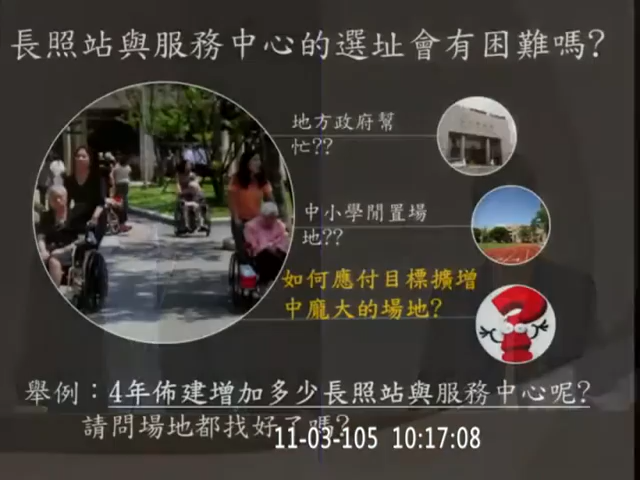 長照站與服務中心的選址會有困難嗎?
地方政府幫
忙??
中小學閒置場
地??
如何應付目標擴增
中龐大的場地?
舉例：4年佈建增加多少長照站與服務中心呢?
請問場地都找好了嗎?
11-03-105 10:17:08